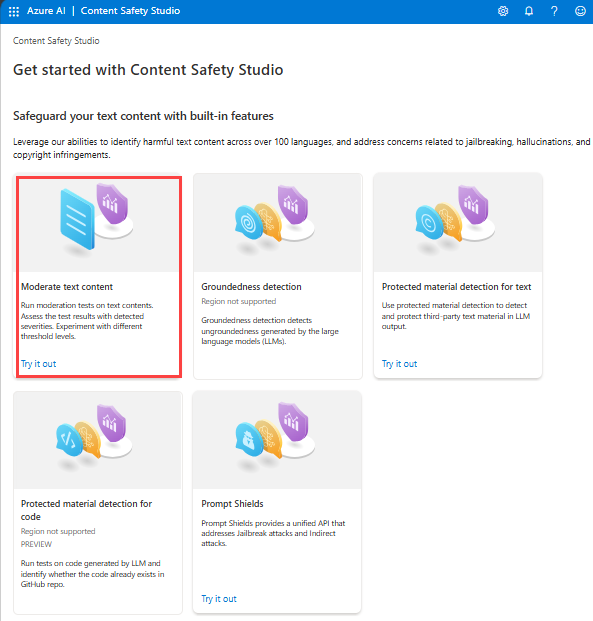 Azure AI | Content Safety Studio
Content Safety Studio
Get started with Content Safety Studio
Safeguard your text content with built-in features
Leverage our abilities to identify harmful text content across over 100 languages, and address concerns related to jailbreaking, hallucinations, and
copyright infringements.
Moderate text content
Run moderation tests on text contents.
Assess the test results with detected
severities. Experiment with different
threshold levels.
Try it out
Groundedness detection
Region not supported
Groundedness detection detects
ungroundedness generated by the large
language models (LLMs).
Protected material detection for text
Use protected material detection to detect
and protect third-party text material in LLM
output.
Try it out
Protected material detection for
code
Region not supported
PREVIEW
Run tests on code generated by LLM and
identify whether the code already exists in
GitHub repo.
Prompt Shields
Prompt Shields provides a unified API that
addresses Jailbreak attacks and Indirect
attacks.
Try it out